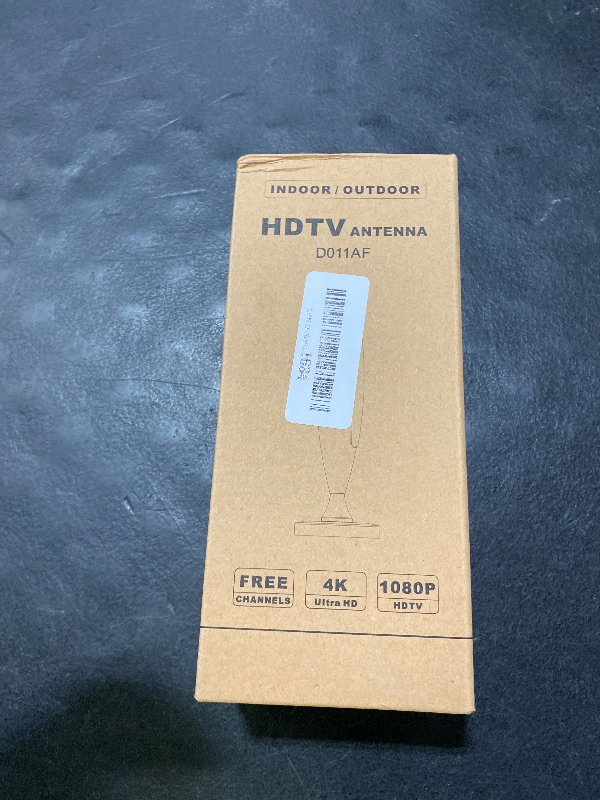 INDOOR / OUTDOOR
HDTV ANTENNA
D011AF
FREE
CHANNELS
4K
Ultra HD
1080P
HDTV